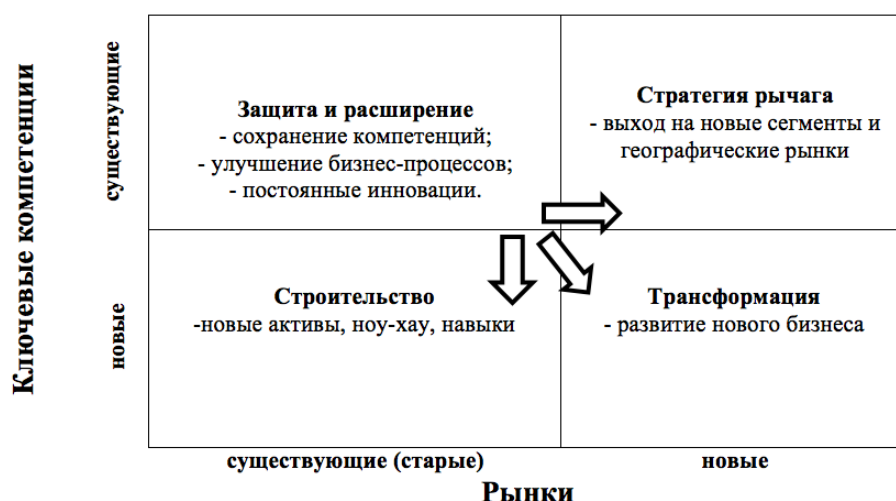 Ключевые компетенции
существующие
Защита и расширение
- сохранение компетенций;
- улучшение бизнес-процессов;
- постоянные инновации.
Стратегия рычага
- выход на новые сегменты и
географические рынки
новые
Строительство
-новые активы, ноу-хау, навыки
Трансформация
- развитие нового бизнеса
существующие (старые)
новые
Рынки